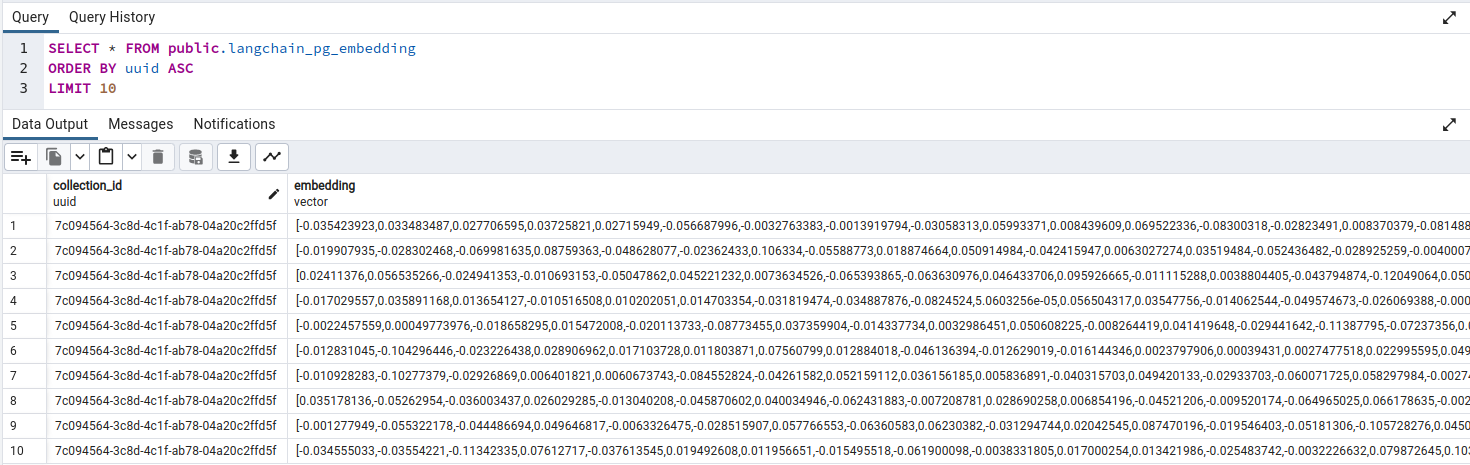 Query Query History
1 SELECT * FROM public.langchain_pg_embedding
2 ORDER BY uuid ASC
3 LIMIT 10
Data Output Messages Notifications
collection_id embedding
uuid vector
1 7c094564-3c8d-4c1f-ab78-04a20c2ffd5f [-0.035423923,0.033483487,0.027706595,0.03725821,0.02715949,-0.056687996,-0.0032763383,-0.0013919794,-0.03058313,0.05993371,0.008439609,0.069522336,-0.08300318,-0.02823491,0.008370379,-0.081488
2 7c094564-3c8d-4c1f-ab78-04a20c2ffd5f [-0.019907935,-0.028302468,-0.069981635,0.08759363,-0.048628077,-0.02362433,0.106334,-0.05588773,0.018874664,0.050914984,-0.042415947,0.0063027274,0.03519484,-0.052436482,-0.028925259,-0.0040007
3 7c094564-3c8d-4c1f-ab78-04a20c2ffd5f [0.02411376,0.056535266,-0.024941353,-0.010693153,-0.05047862,0.045221232,0.0073634526,-0.065393865,-0.063630976,0.046433706,0.095926665,-0.011115288,0.0038804405,-0.043794874,-0.12049064,0.050
4 7c094564-3c8d-4c1f-ab78-04a20c2ffd5f [-0.017029557,0.035891168,0.013654127,-0.010516508,0.010202051,0.014703354,-0.031819474,-0.034887876,-0.0824524,5.0603256e-05,0.056504317,0.03547756,-0.014062544,-0.049574673,-0.026069388,-0.000
5 7c094564-3c8d-4c1f-ab78-04a20c2ffd5f [-0.0022457559,0.00049773976,-0.018658295,0.015472008,-0.020113733,-0.08773455,0.037359904,-0.014337734,0.0032986451,0.050608225,-0.008264419,0.041419648,-0.029441642,-0.11387795,-0.07237356,0.0
6 7c094564-3c8d-4c1f-ab78-04a20c2ffd5f [-0.012831045,-0.104296446,-0.023226438,0.028906962,0.017103728,0.011803871,0.07560799,0.012884018,-0.046136394,-0.012629019,-0.016144346,0.0023797906,0.00039431,0.0027477518,0.022995595,0.049
7 7c094564-3c8d-4c1f-ab78-04a20c2ffd5f [-0.010928283,-0.10277379,-0.02926869,0.006401821,0.0060673743,-0.084552824,-0.04261582,0.052159112,0.036156185,0.005836891,-0.040315703,0.049420133,-0.02933703,-0.060071725,0.058297984,-0.0027
8 7c094564-3c8d-4c1f-ab78-04a20c2ffd5f [0.035178136,-0.05262954,-0.036003437,0.026029285,-0.013040208,-0.045870602,0.040034946,-0.062431883,-0.007208781,0.028690258,0.006854196,-0.04521206,-0.009520174,-0.064965025,0.066178635,-0.002
9 7c094564-3c8d-4c1f-ab78-04a20c2ffd5f [-0.001277949,-0.055322178,-0.044486694,0.049646817,-0.0063326475,-0.028515907,0.057766553,-0.06360583,0.06230382,-0.031294744,0.02042545,0.087470196,-0.019546403,-0.05181306,-0.105728276,0.0450
10 7c094564-3c8d-4c1f-ab78-04a20c2ffd5f [-0.034555033,-0.03554221,-0.11342335,0.07612717,-0.037613545,0.019492608,0.011956651,-0.015495518,-0.061900098,-0.0038331805,0.017000254,0.013421986,-0.025483742,-0.0032226632,0.079872645,0.103